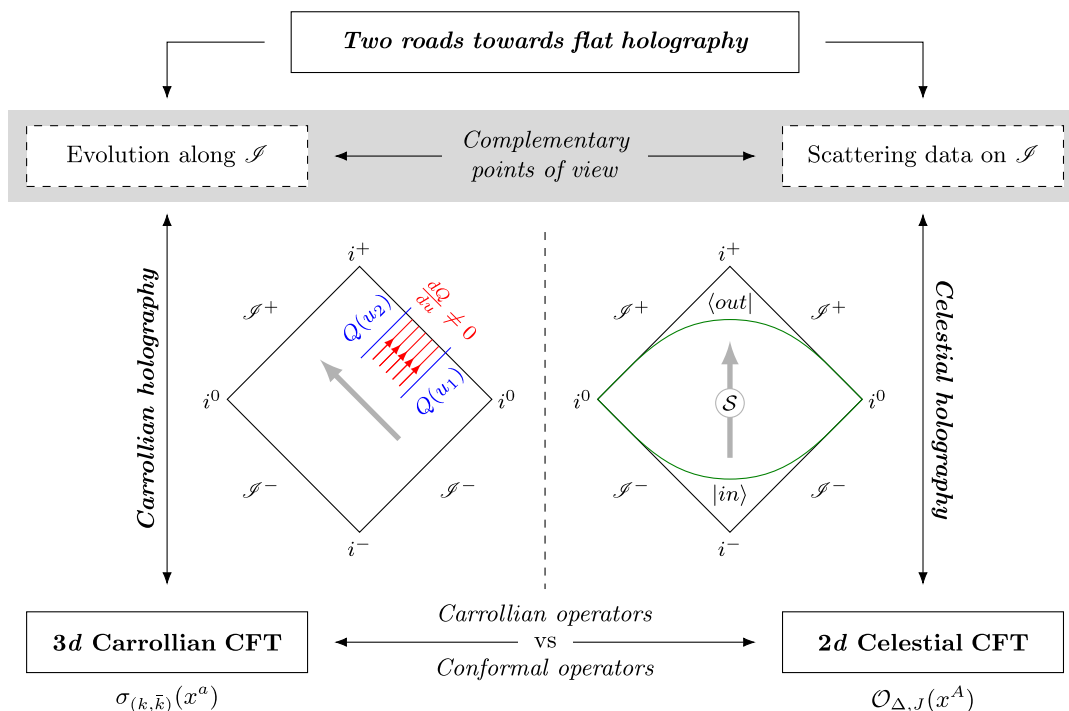 Two roads towards flat holography
Evolution along ℐ
Complementary
points of view
Scattering data on ℐ
Carrollian holography
i⁺
ℐ⁺
Q(u₂)
dQ/du ≠ 0
Q(u₁)
i⁰
i⁰
ℐ⁻
ℐ⁻
i⁻
i⁺
⟨out|
ℐ⁺
ℐ⁺
i⁰
S
i⁰
ℐ⁻
|in⟩
ℐ⁻
i⁻
Celestial holography
3d Carrollian CFT
Carrollian operators
vs
Conformal operators
2d Celestial CFT
σ₍ₖ,ₖ̄₎(xᵃ)
𝒪_{Δ,J}(x^A)